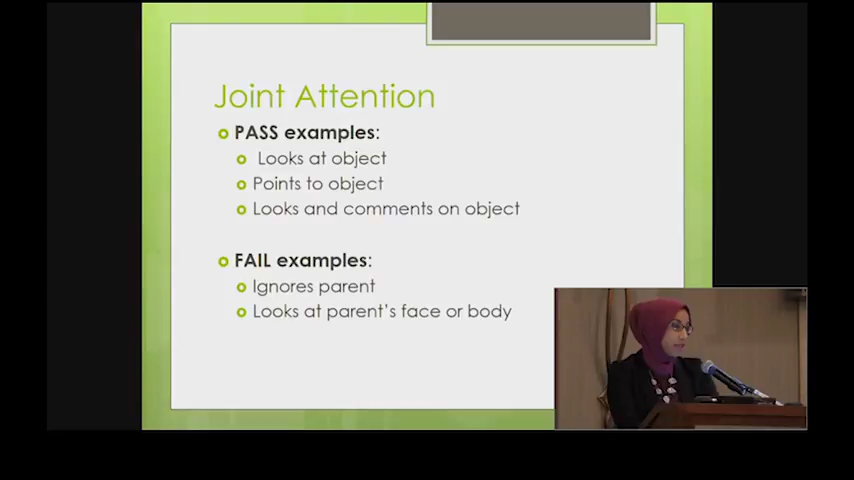 Joint Attention
PASS examples:
Looks at object
Points to object
Looks and comments on object
FAIL examples:
Ignores parent
Looks at parent's face or body